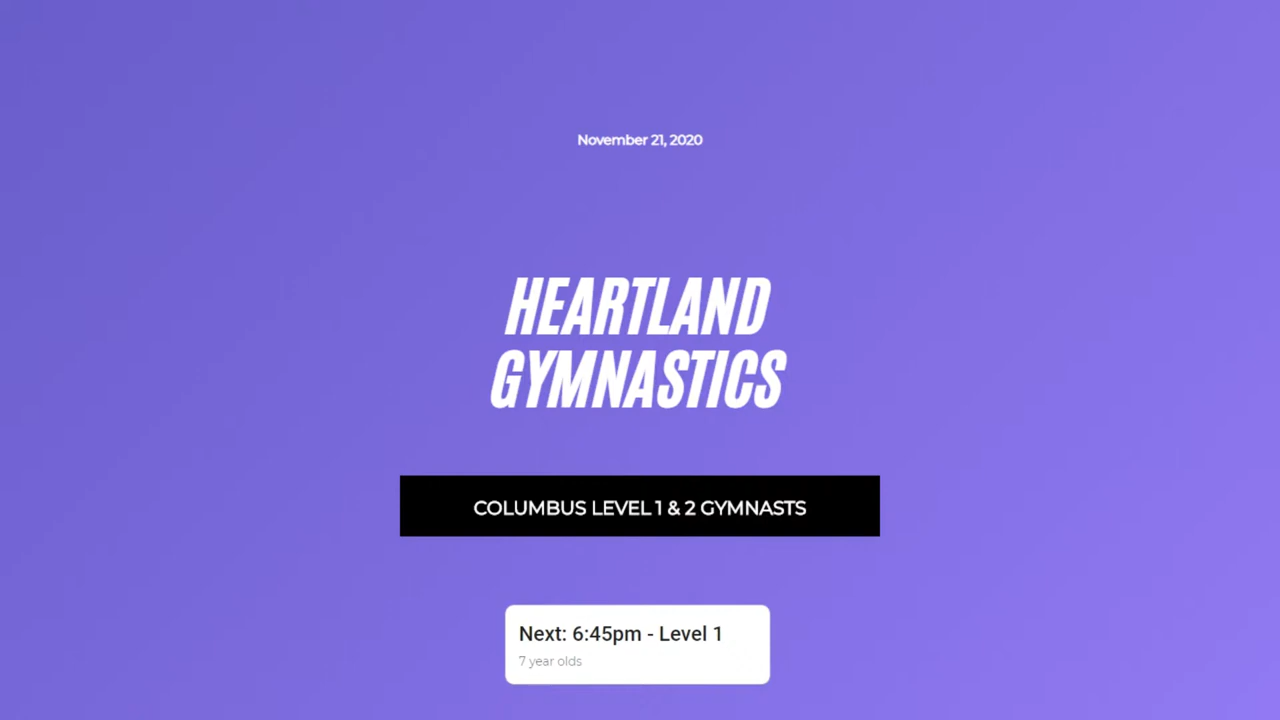 November 21, 2020
HEARTLAND
GYMNASTICS
COLUMBUS LEVEL 1 & 2 GYMNASTS
Next: 6:45pm - Level 1
7 year olds